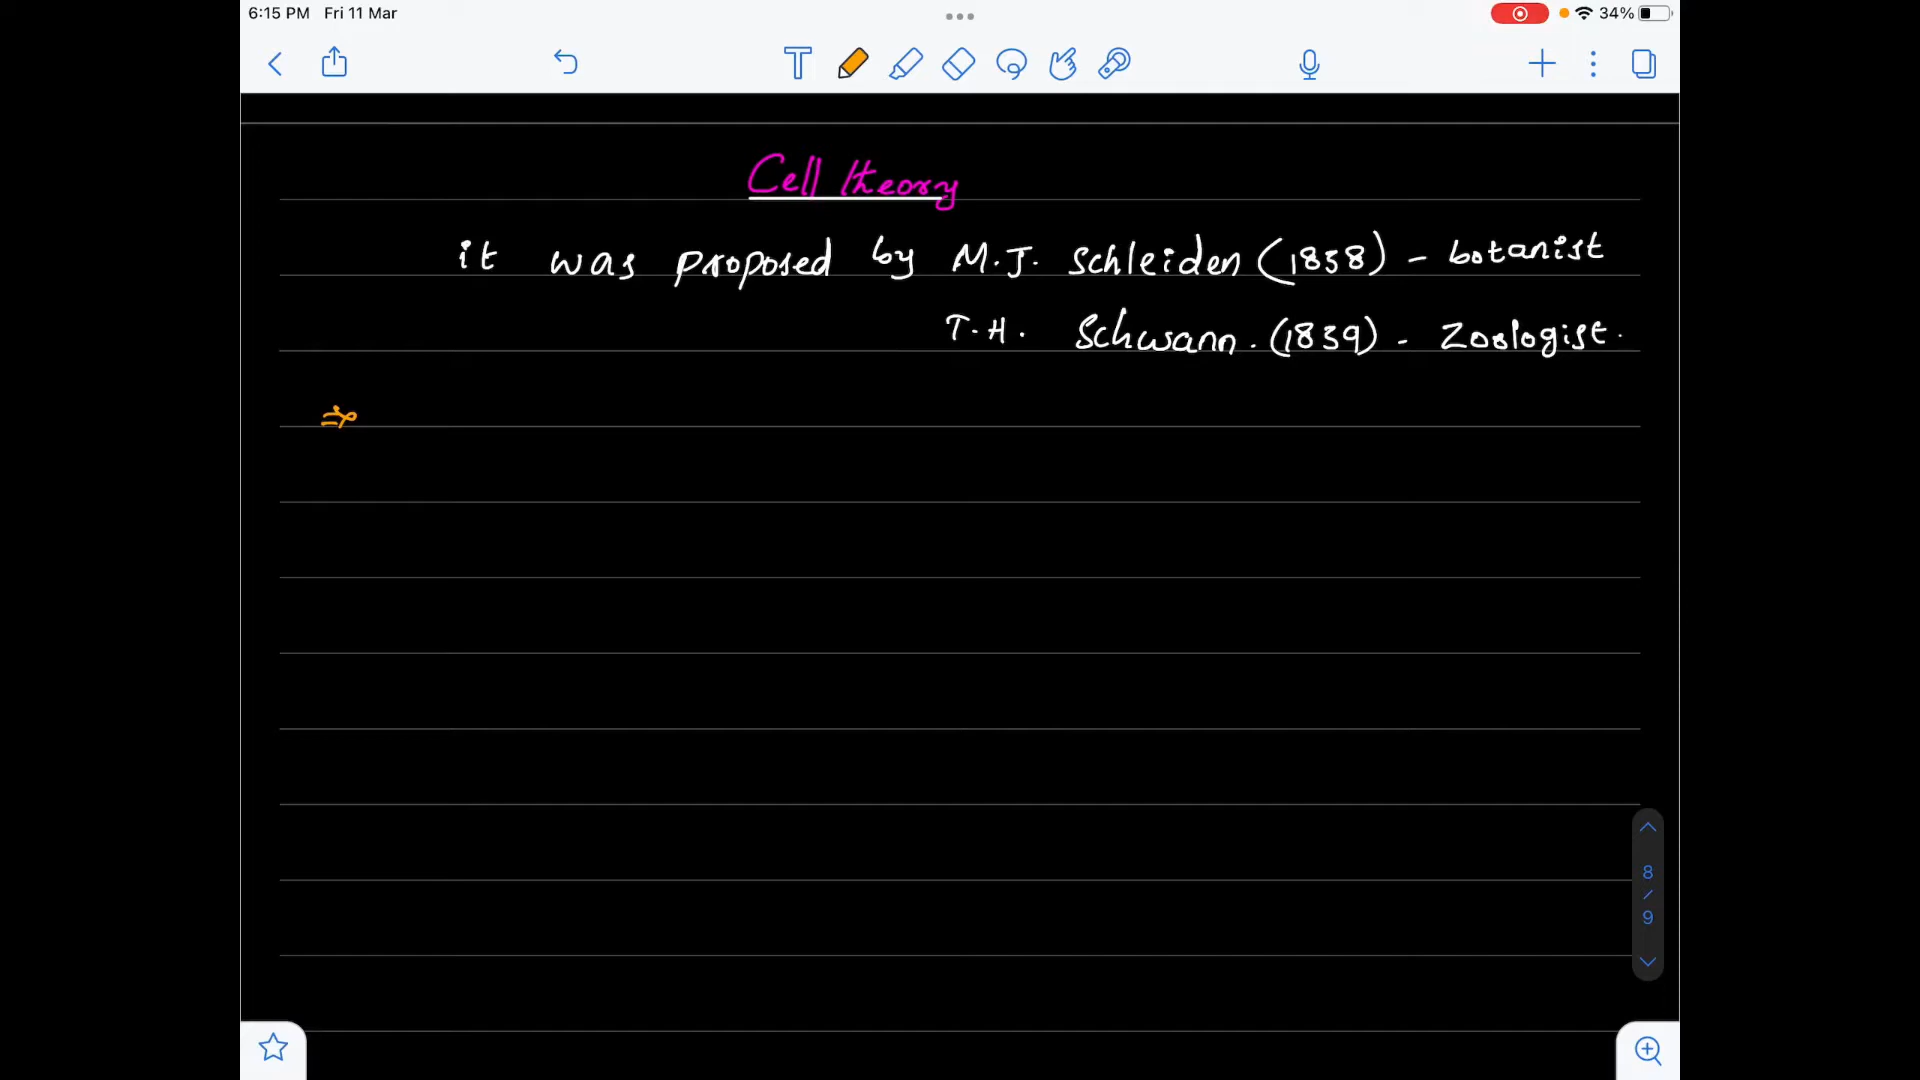 6:15 PM Fri 11 Mar
34%
Cell theory
it was proposed by M.J. Schleiden (1838) - botanist
T.H. Schwann. (1839) - Zoologist.
⇒
8
/
9